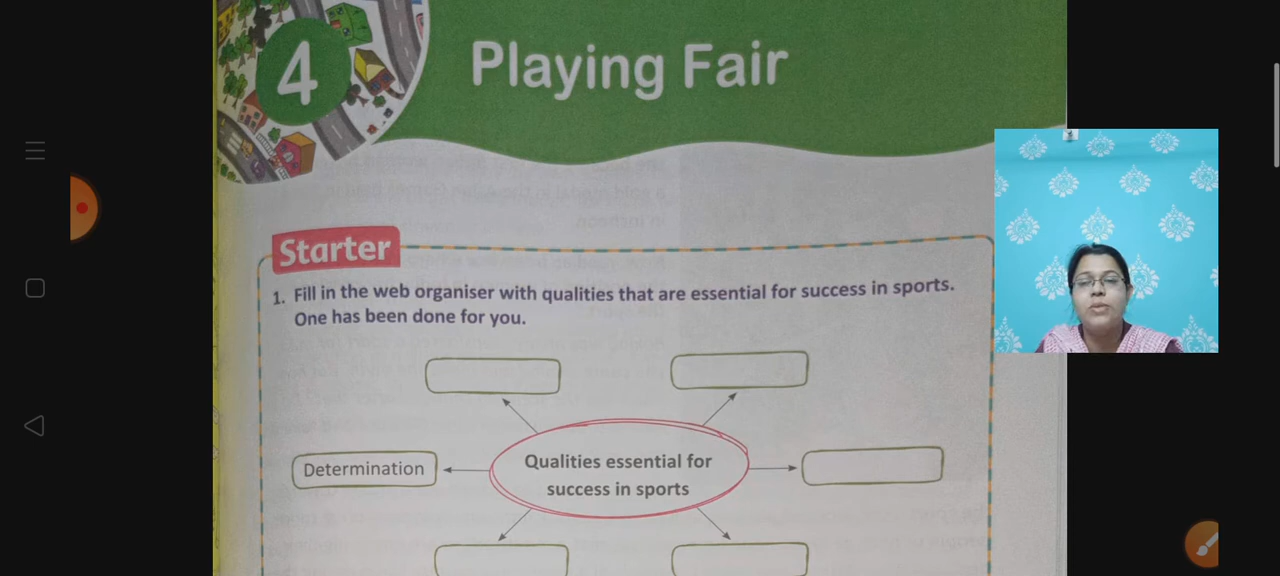 4
Playing Fair
Starter
1. Fill in the web organiser with qualities that are essential for success in sports.
One has been done for you.
Determination
Qualities essential for
success in sports